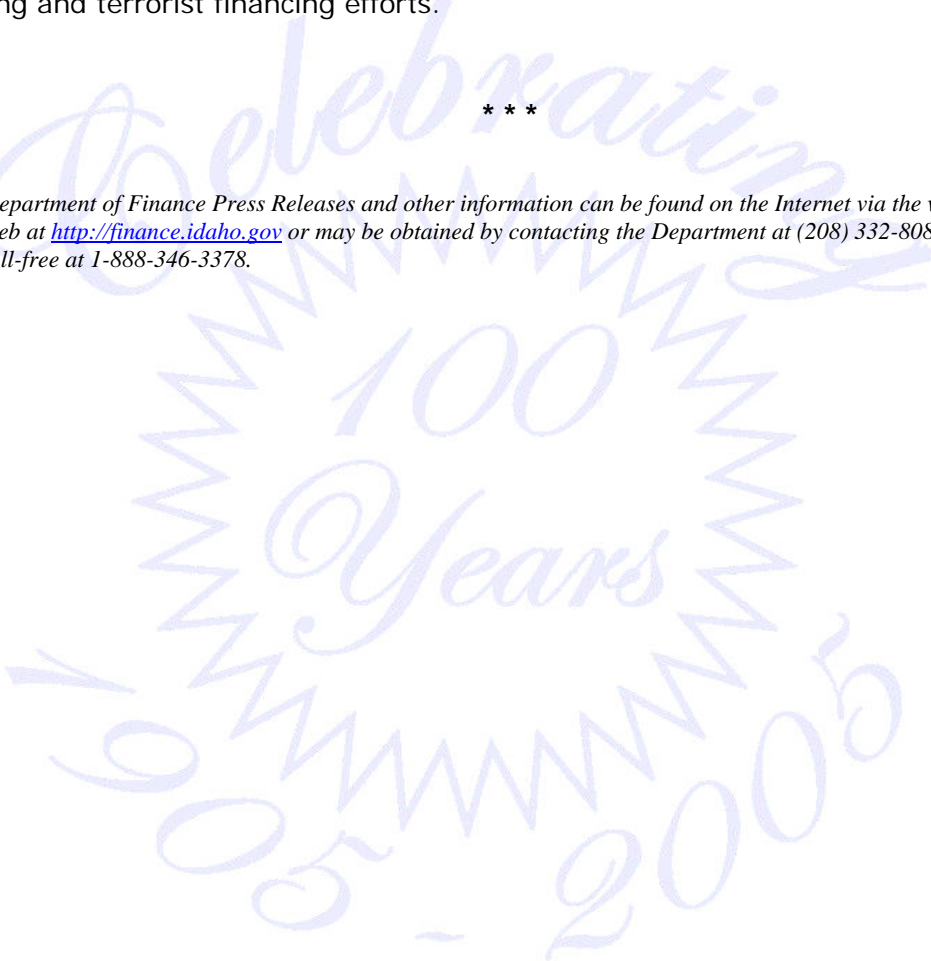 ng and terrorist financing efforts.
* * *
epartment of Finance Press Releases and other information can be found on the Internet via the
eb at http://finance.idaho.gov or may be obtained by contacting the Department at (208) 332-808
ll-free at 1-888-346-3378.
Celebrating
100
Years
1905 - 2005